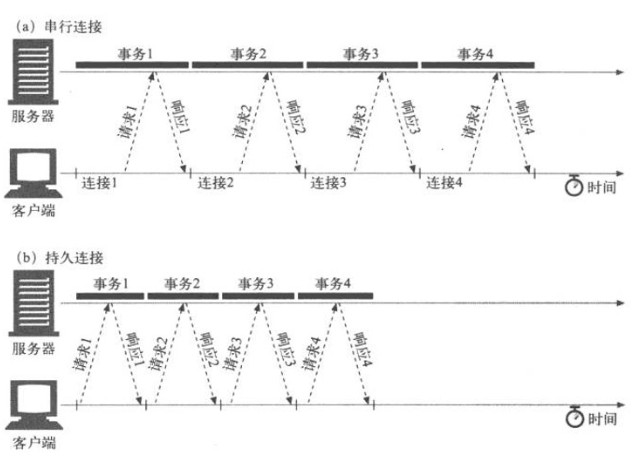 (a) 串行连接
事务1 事务2 事务3 事务4
服务器
请求1 响应1 请求2 响应2 请求3 响应3 请求4 响应4
连接1 连接2 连接3 连接4
时间
客户端
(b) 持久连接
事务1 事务2 事务3 事务4
服务器
请求1 响应1 请求2 响应2 请求3 响应3 请求4 响应4
时间
客户端